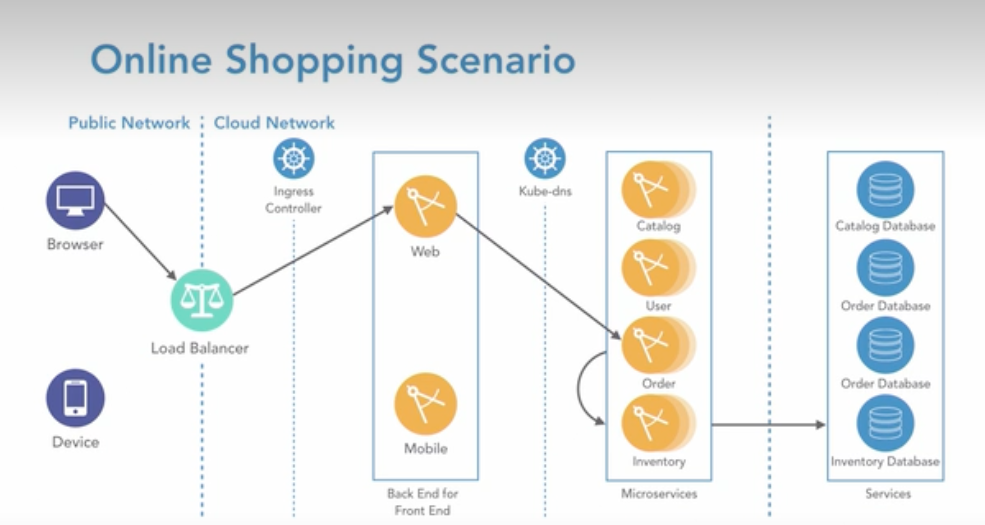 Online Shopping Scenario
Public Network
Cloud Network
Browser
Device
Load Balancer
Ingress
Controller
Web
Mobile
Back End for
Front End
Kube-dns
Catalog
User
Order
Inventory
Microservices
Catalog Database
Order Database
Order Database
Inventory Database
Services